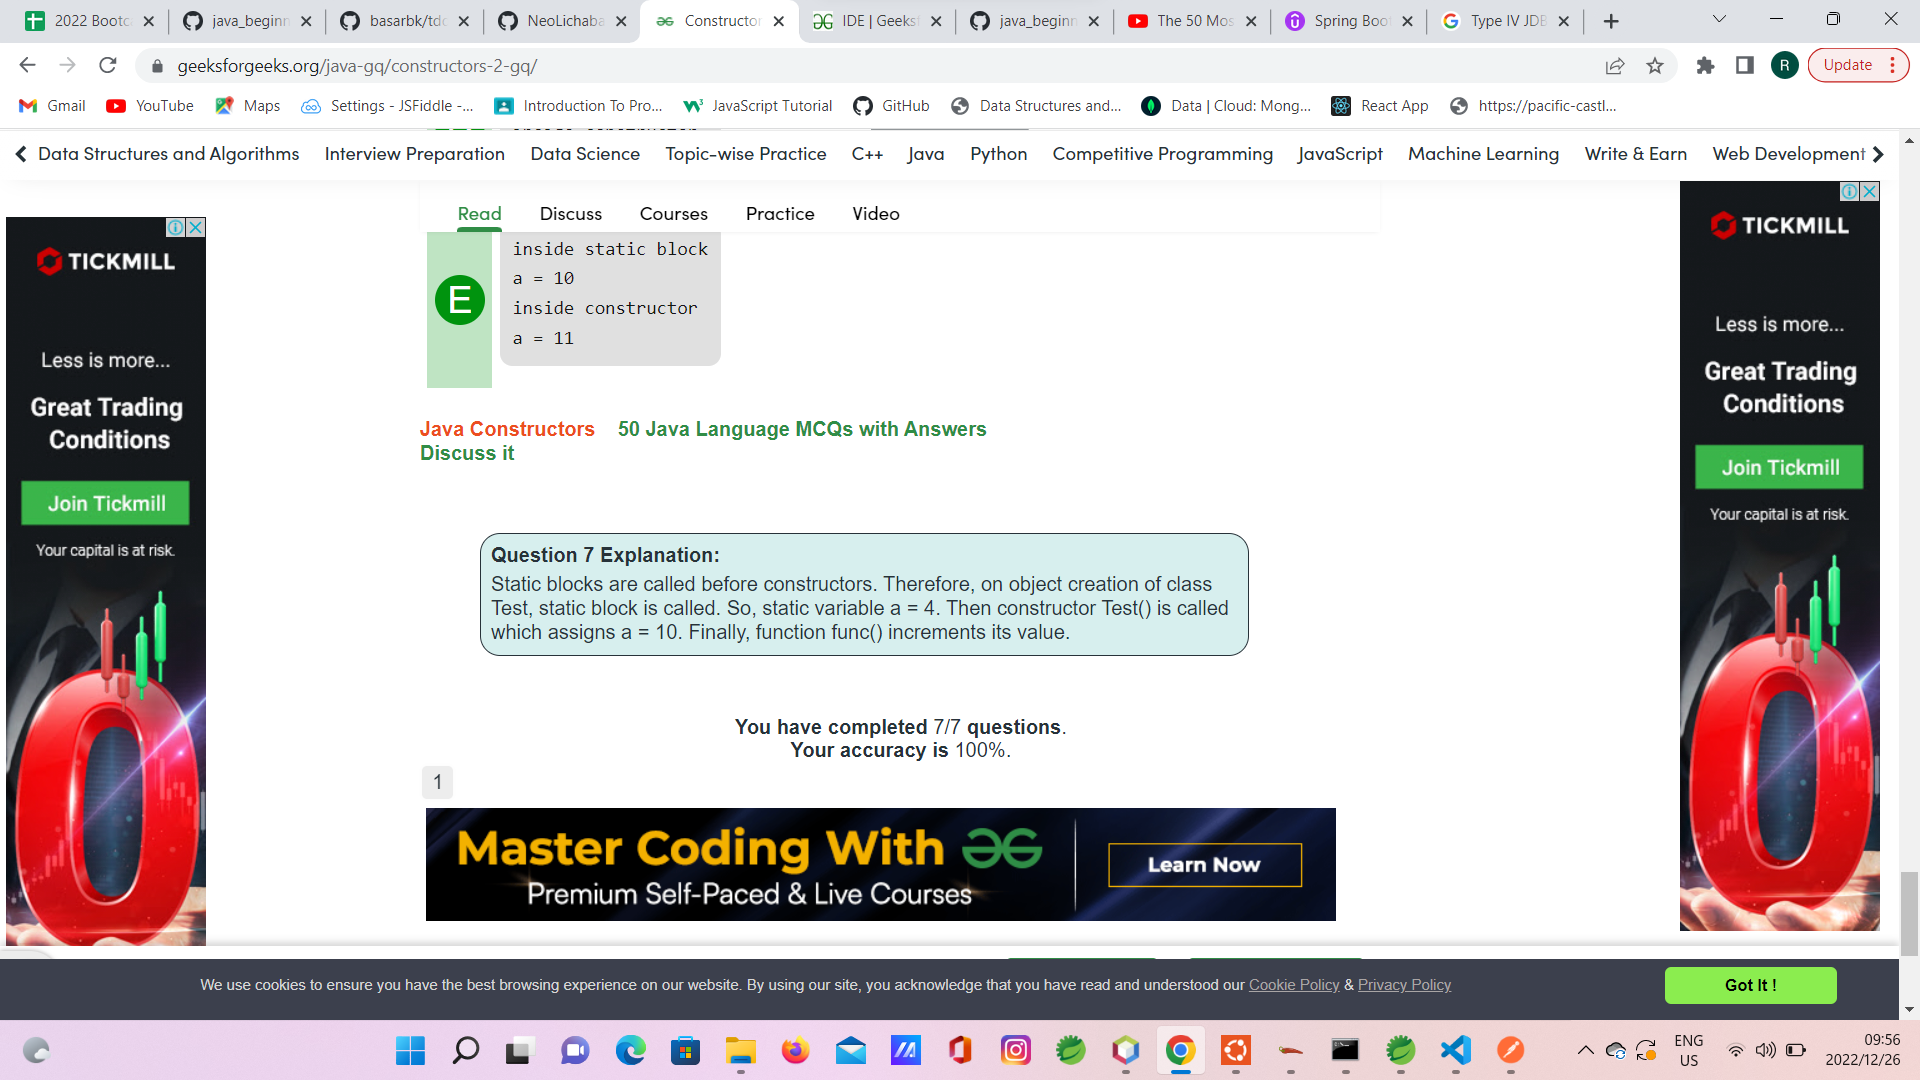 2022 Bootca
java_beginn
basarbk/tdd
NeoLichaba
Constructor
IDE | Geeks
java_beginn
The 50 Mos
Spring Boot
Type IV JDB
geeksforgeeks.org/java-gq/constructors-2-gq/
R
Update
Gmail
YouTube
Maps
Settings - JSFiddle -...
Introduction To Pro...
JavaScript Tutorial
GitHub
Data Structures and...
Data | Cloud: Mong...
React App
https://pacific-castl...
Data Structures and Algorithms
Interview Preparation
Data Science
Topic-wise Practice
C++
Java
Python
Competitive Programming
JavaScript
Machine Learning
Write & Earn
Web Development
Read
Discuss
Courses
Practice
Video
E
inside static block
a = 10
inside constructor
a = 11
Java Constructors 50 Java Language MCQs with Answers
Discuss it
Question 7 Explanation:
Static blocks are called before constructors. Therefore, on object creation of class
Test, static block is called. So, static variable a = 4. Then constructor Test() is called
which assigns a = 10. Finally, function func() increments its value.
You have completed 7/7 questions.
Your accuracy is 100%.
1
Master Coding With
Premium Self-Paced & Live Courses
Learn Now
TICKMILL
Less is more...
Great Trading
Conditions
Join Tickmill
Your capital is at risk.
TICKMILL
Less is more...
Great Trading
Conditions
Join Tickmill
Your capital is at risk.
We use cookies to ensure you have the best browsing experience on our website. By using our site, you acknowledge that you have read and understood our Cookie Policy & Privacy Policy
Got It !
ENG
US
09:56
2022/12/26